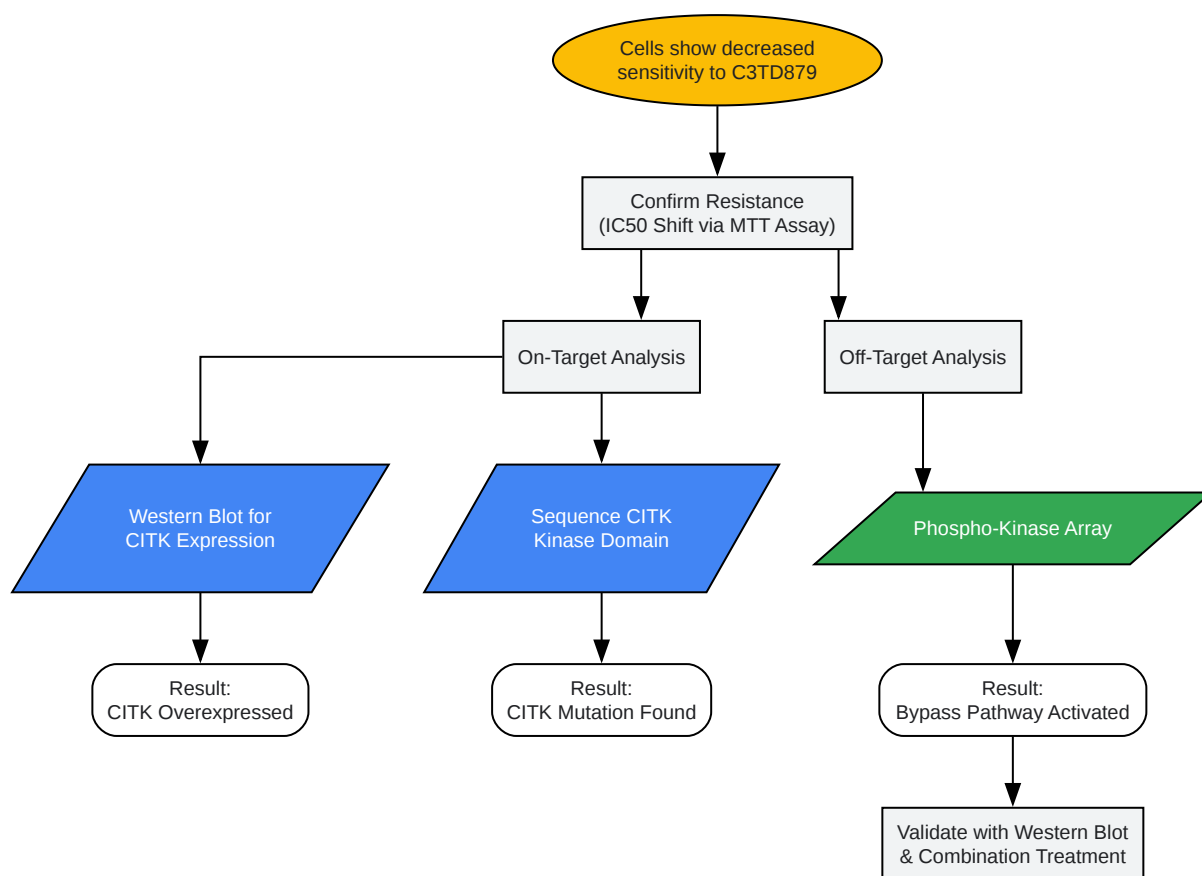 Cells show decreased
sensitivity to C3TD879
Confirm Resistance
(IC50 Shift via MTT Assay)
On-Target Analysis
Off-Target Analysis
Western Blot for
CITK Expression
Sequence CITK
Kinase Domain
Phospho-Kinase Array
Result:
CITK Overexpressed
Result:
CITK Mutation Found
Result:
Bypass Pathway Activated
Validate with Western Blot
& Combination Treatment